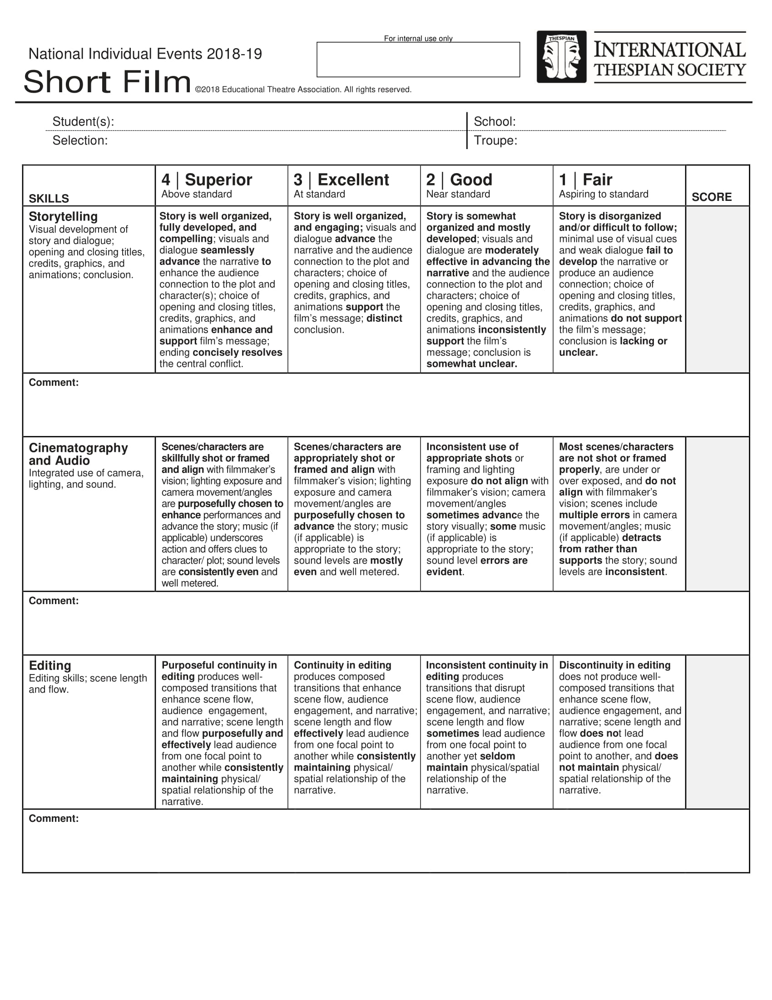 For internal use only
National Individual Events 2018-19
Short Film ©2018 Educational Theatre Association. All rights reserved.
THESPIAN
INTERNATIONAL
THESPIAN SOCIETY
Student(s):
School:
Selection:
Troupe:
SKILLS
4 | Superior
Above standard
3 | Excellent
At standard
2 | Good
Near standard
1 | Fair
Aspiring to standard
SCORE
Storytelling
Visual development of
story and dialogue;
opening and closing titles,
credits, graphics, and
animations; conclusion.
Story is well organized,
fully developed, and
compelling; visuals and
dialogue seamlessly
advance the narrative to
enhance the audience
connection to the plot and
character(s); choice of
opening and closing titles,
credits, graphics, and
animations enhance and
support film’s message;
ending concisely resolves
the central conflict.
Story is well organized,
and engaging; visuals and
dialogue advance the
narrative and the audience
connection to the plot and
characters; choice of
opening and closing titles,
credits, graphics, and
animations support the
film’s message; distinct
conclusion.
Story is somewhat
organized and mostly
developed; visuals and
dialogue are moderately
effective in advancing the
narrative and the audience
connection to the plot and
characters; choice of
opening and closing titles,
credits, graphics, and
animations inconsistently
support the film’s
message; conclusion is
somewhat unclear.
Story is disorganized
and/or difficult to follow;
minimal use of visual cues
and weak dialogue fail to
develop the narrative or
produce an audience
connection; choice of
opening and closing titles,
credits, graphics, and
animations do not support
the film’s message;
conclusion is lacking or
unclear.
Comment:
Cinematography
and Audio
Integrated use of camera,
lighting, and sound.
Scenes/characters are
skillfully shot or framed
and align with filmmaker’s
vision; lighting exposure and
camera movement/angles
are purposefully chosen to
enhance performances and
advance the story; music (if
applicable) underscores
action and offers clues to
character/ plot; sound levels
are consistently even and
well metered.
Scenes/characters are
appropriately shot or
framed and align with
filmmaker’s vision; lighting
exposure and camera
movement/angles are
purposefully chosen to
advance the story; music
(if applicable) is
appropriate to the story;
sound levels are mostly
even and well metered.
Inconsistent use of
appropriate shots or
framing and lighting
exposure do not align with
filmmaker’s vision; camera
movement/angles
sometimes advance the
story visually; some music
(if applicable) is
appropriate to the story;
sound level errors are
evident.
Most scenes/characters
are not shot or framed
properly, are under or
over exposed, and do not
align with filmmaker’s
vision; scenes include
multiple errors in camera
movement/angles; music
(if applicable) detracts
from rather than
supports the story; sound
levels are inconsistent.
Comment:
Editing
Editing skills; scene length
and flow.
Purposeful continuity in
editing produces well-
composed transitions that
enhance scene flow,
audience  engagement,
and narrative; scene length
and flow purposefully and
effectively lead audience
from one focal point to
another while consistently
maintaining physical/
spatial relationship of the
narrative.
Continuity in editing
produces composed
transitions that enhance
scene flow, audience
engagement, and narrative;
scene length and flow
effectively lead audience
from one focal point to
another while consistently
maintaining physical/
spatial relationship of the
narrative.
Inconsistent continuity in
editing produces
transitions that disrupt
scene flow, audience
engagement, and narrative;
scene length and flow
sometimes lead audience
from one focal point to
another yet seldom
maintain physical/spatial
relationship of the
narrative.
Discontinuity in editing
does not produce well-
composed transitions that
enhance scene flow,
audience engagement, and
narrative; scene length and
flow does not lead
audience from one focal
point to another, and does
not maintain physical/
spatial relationship of the
narrative.
Comment: